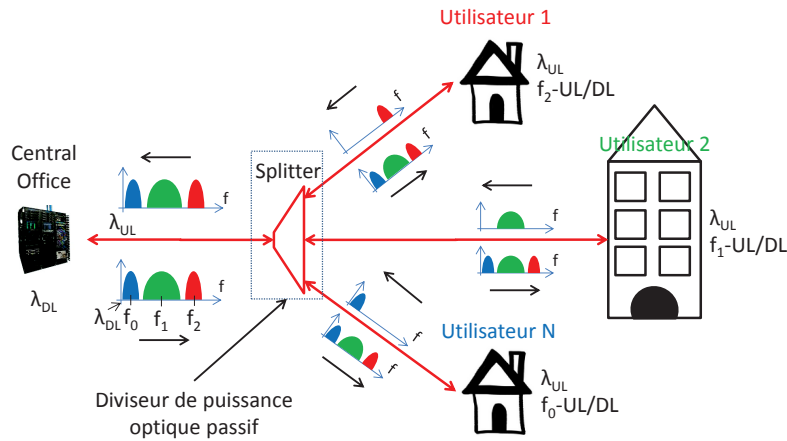 Utilisateur 1
λUL
f2-UL/DL
f
f
Central
Office
Splitter
Utilisateur 2
f
λUL
f
λUL
f1-UL/DL
f
λDL
f
λDL f0 f1 f2
f
f
Utilisateur N
λUL
f0-UL/DL
Diviseur de puissance
optique passif